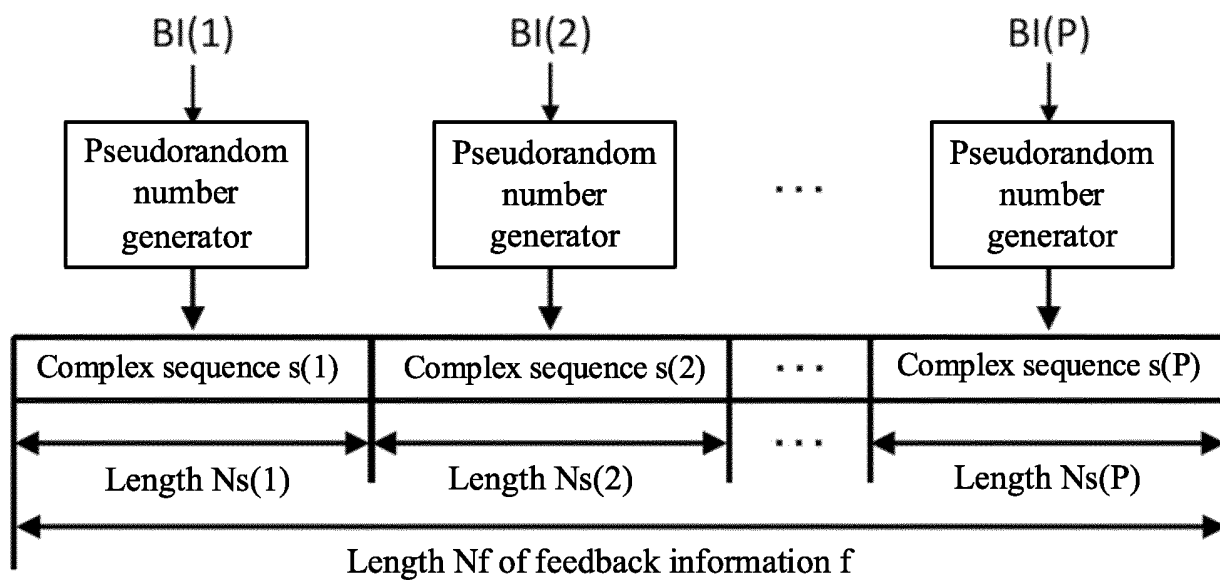 BI(1) BI(2) BI(P)
Pseudorandom number generator
Pseudorandom number generator
...
Pseudorandom number generator
Complex sequence s(1) Complex sequence s(2) ... Complex sequence s(P)
...
Length Ns(1) Length Ns(2) Length Ns(P)
Length Nf of feedback information f